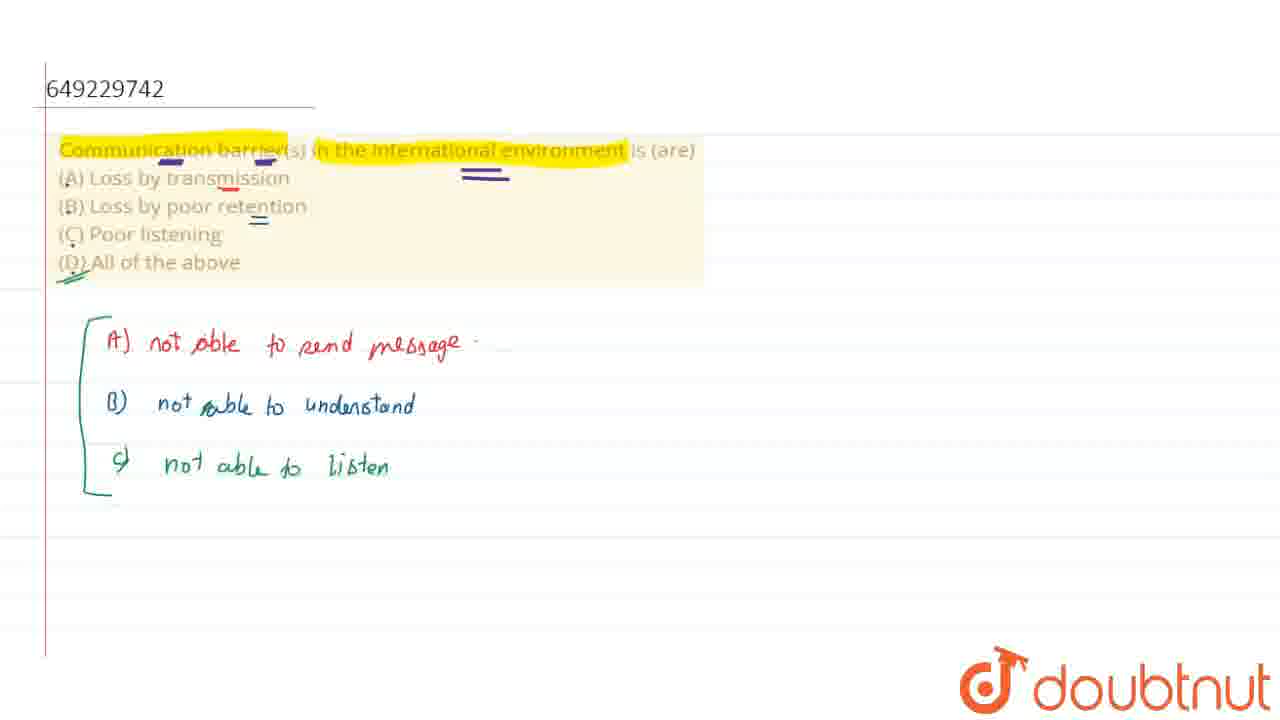 649229742
Communication barrier(s) in the international environment is (are)
(A) Loss by transmission
(B) Loss by poor retention
(C) Poor listening
(D) All of the above
A) not able to send message
B) not able to understand
C) not able to listen
doubtnut